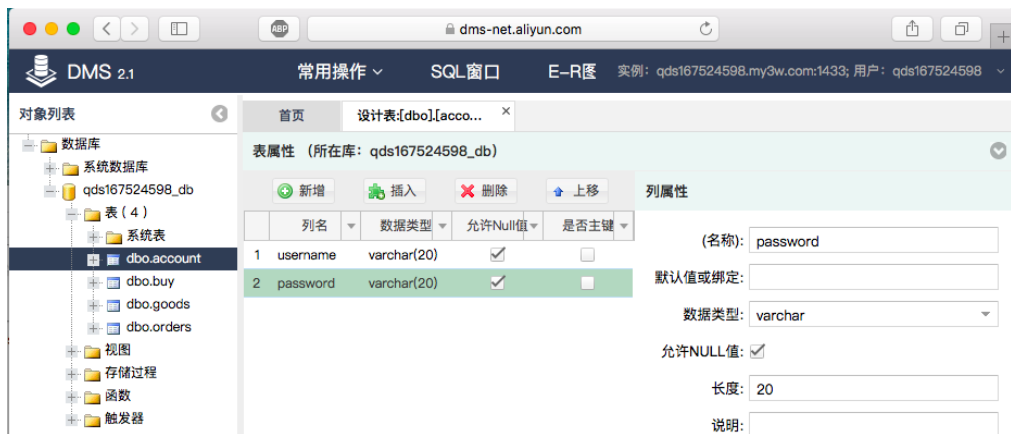 ABP dms-net.aliyun.com
DMS 2.1 常用操作 SQL窗口 E-R图 实例: qds167524598.my3w.com:1433; 用户: qds167524598
对象列表 首页 设计表:[dbo].[acco... ×
数据库
系统数据库
qds167524598_db
表(4)
系统表
dbo.account
dbo.buy
dbo.goods
dbo.orders
视图
存储过程
函数
触发器
表属性 (所在库: qds167524598_db)
新增 插入 删除 上移
列名 数据类型 允许Null值 是否主键
1 username varchar(20)
2 password varchar(20)
列属性
(名称): password
默认值或绑定:
数据类型: varchar
允许NULL值:
长度: 20
说明: